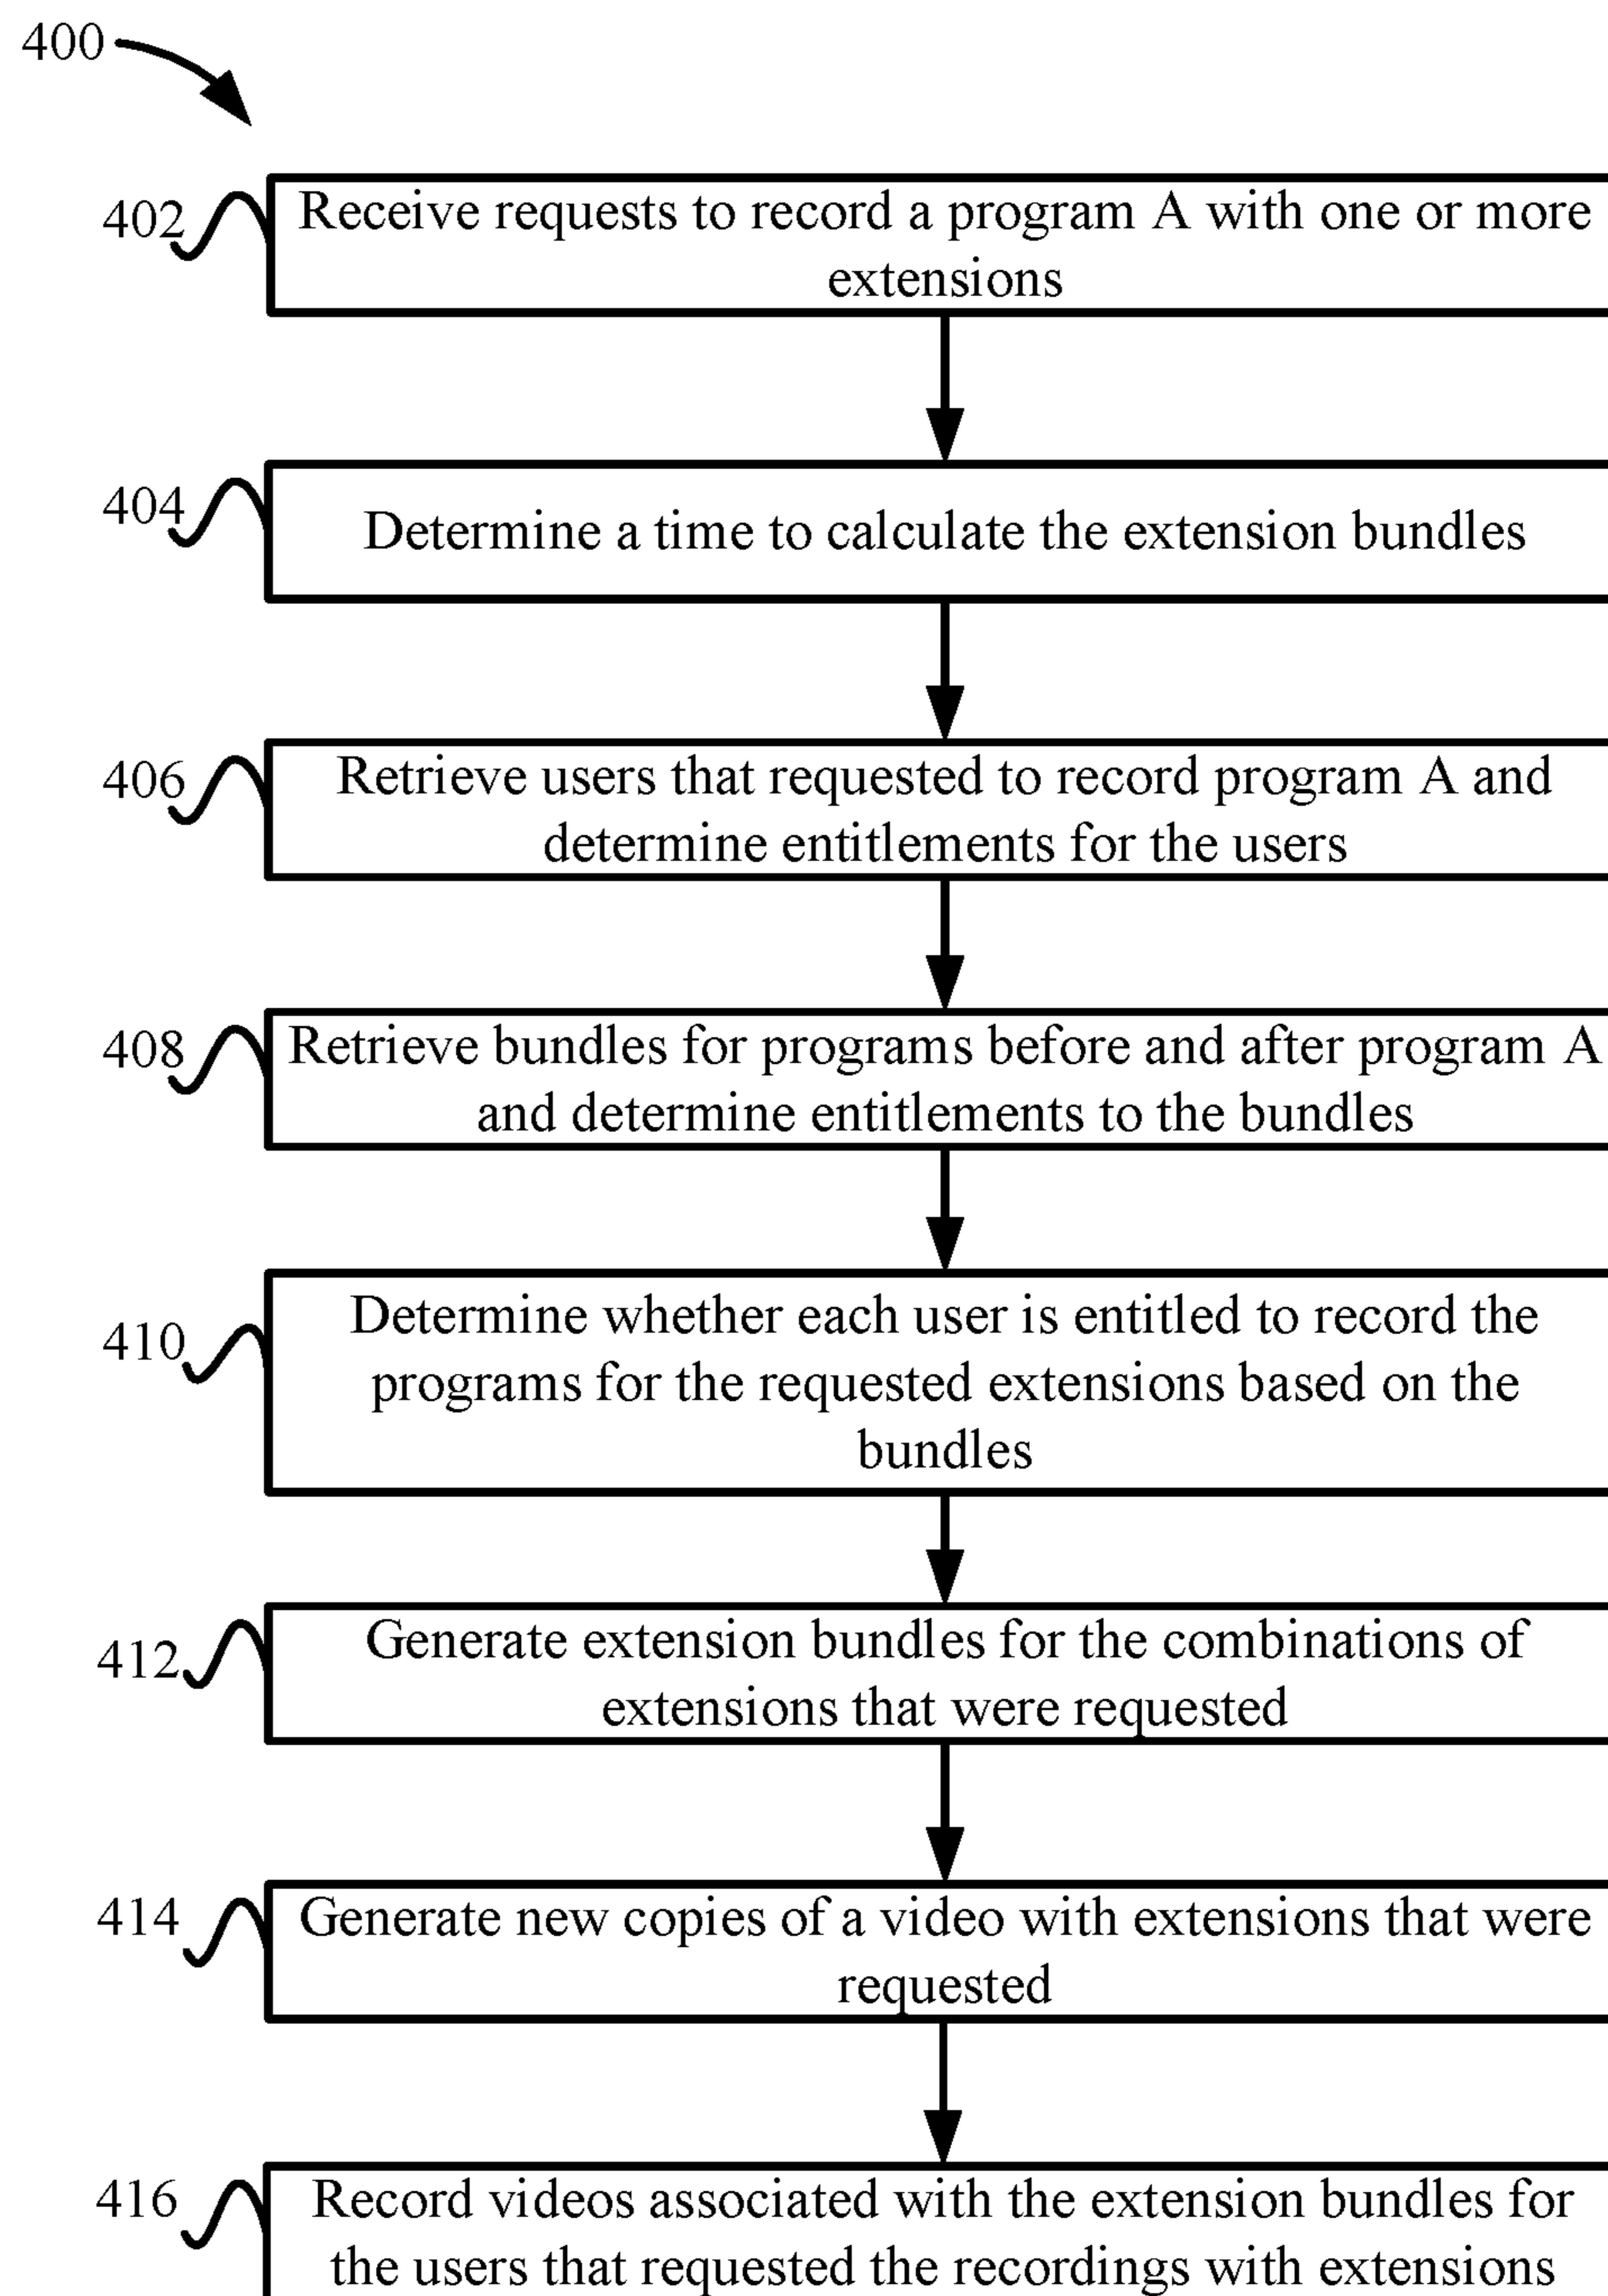 400
402
Receive requests to record a program A with one or more
extensions
404
Determine a time to calculate the extension bundles
406
Retrieve users that requested to record program A and
determine entitlements for the users
408
Retrieve bundles for programs before and after program A
and determine entitlements to the bundles
410
Determine whether each user is entitled to record the
programs for the requested extensions based on the
bundles
412
Generate extension bundles for the combinations of
extensions that were requested
414
Generate new copies of a video with extensions that were
requested
416
Record videos associated with the extension bundles for
the users that requested the recordings with extensions